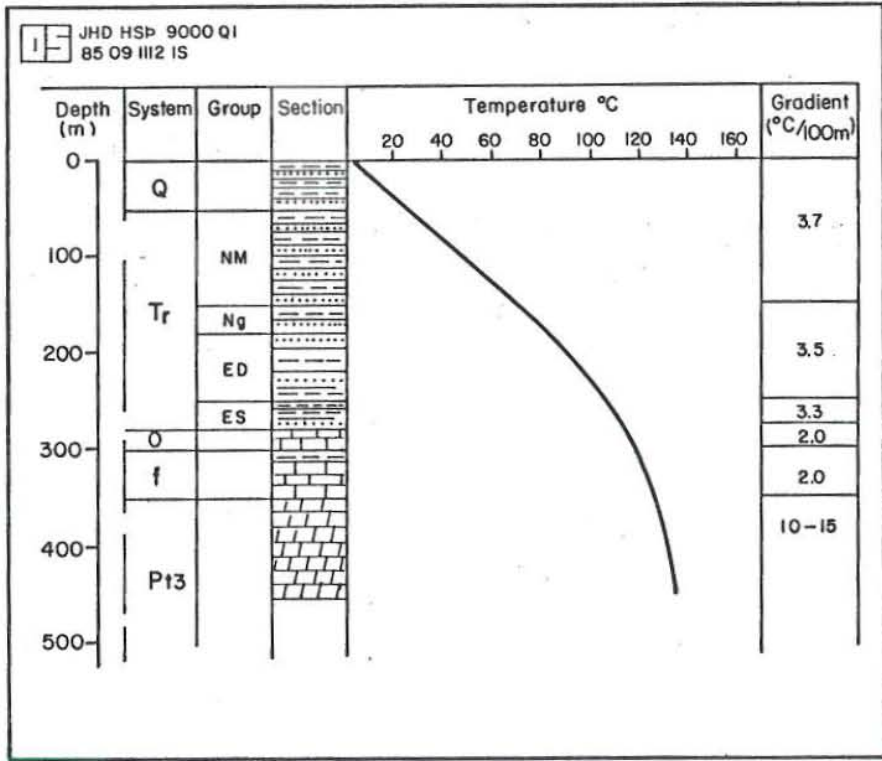 JHD HSÞ 9000 QI
85 09 1112 IS
Depth (m) System Group Section Temperature °C Gradient (°C/100m)
20 40 60 80 100 120 140 160
0
Q
100
NM
3.7
Tr
Ng
200
ED
3.5
ES
3.3
O
2.0
300
f
2.0
10-15
400
Pt3
500